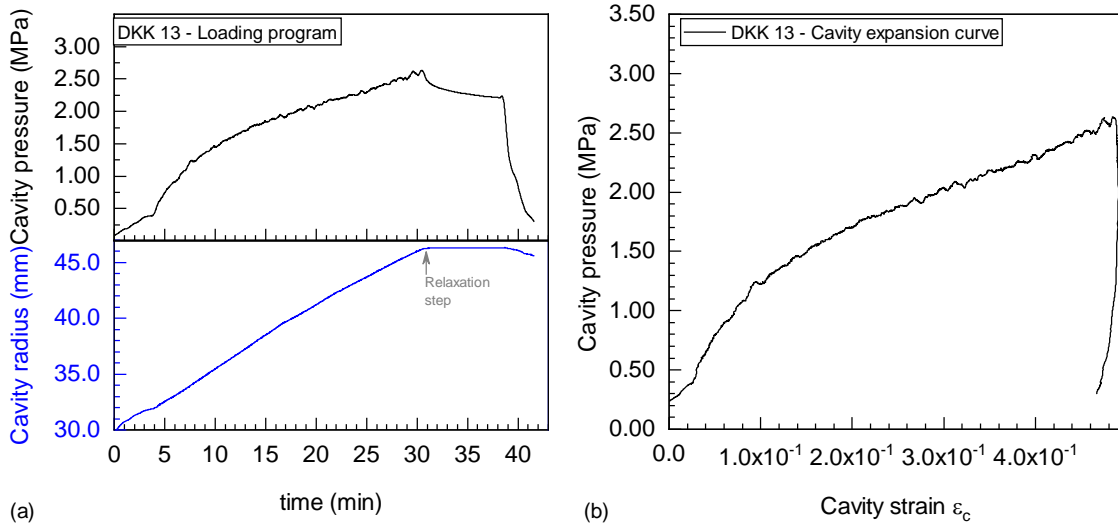 DKK 13 - Loading program
Cavity pressure (MPa)
3.00
2.50
2.00
1.50
1.00
0.50
Cavity radius (mm)
45.0
40.0
35.0
30.0
Relaxation
step
0 5 10 15 20 25 30 35 40
time (min)
(a)
DKK 13 - Cavity expansion curve
Cavity pressure (MPa)
3.50
3.00
2.50
2.00
1.50
1.00
0.50
0.00
0.0 1.0x10⁻¹ 2.0x10⁻¹ 3.0x10⁻¹ 4.0x10⁻¹
Cavity strain ε_c
(b)